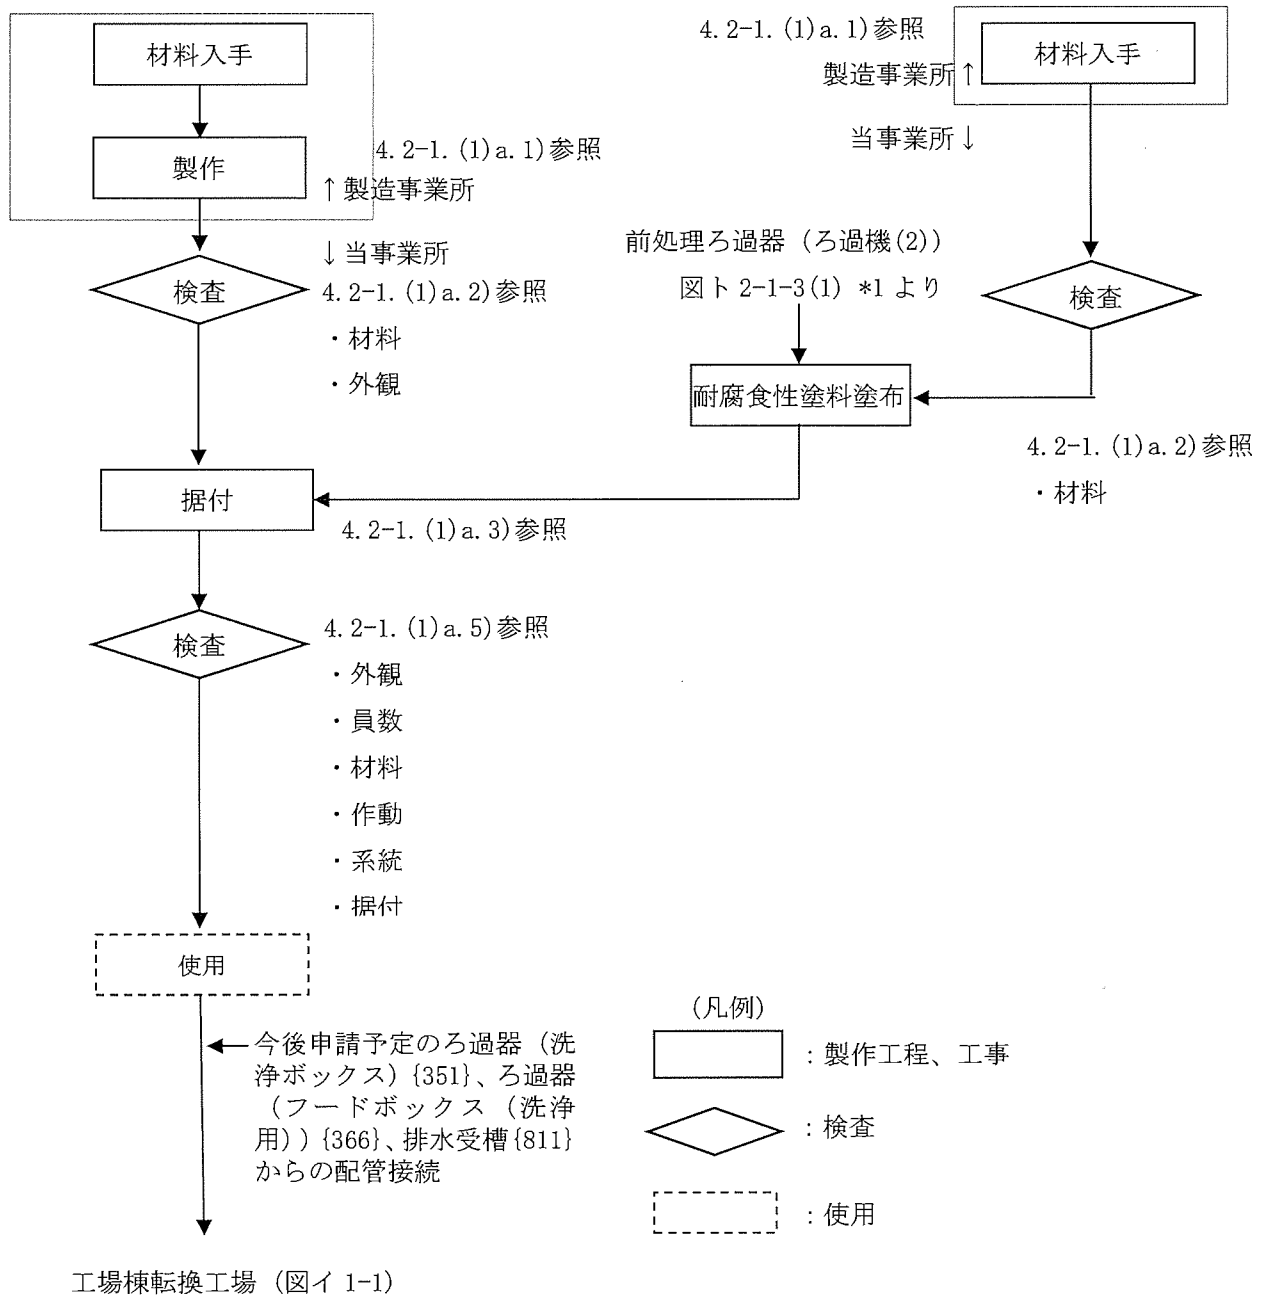 材料入手
製作
4.2-1.(1)a.1)参照
↑製造事業所
↓当事業所
検査
4.2-1.(1)a.2)参照
・材料
・外観
4.2-1.(1)a.1)参照
材料入手
製造事業所↑
当事業所↓
前処理ろ過器（ろ過機(2)）
図ト2-1-3(1) *1より
検査
耐腐食性塗料塗布
4.2-1.(1)a.2)参照
・材料
据付
4.2-1.(1)a.3)参照
検査
4.2-1.(1)a.5)参照
・外観
・員数
・材料
・作動
・系統
・据付
使用
今後申請予定のろ過器（洗
浄ボックス）{351}、ろ過器
（フードボックス（洗浄
用））{366}、排水受槽{811}
からの配管接続
工場棟転換工場（図イ1-1）
（凡例）
：製作工程、工事
：検査
：使用